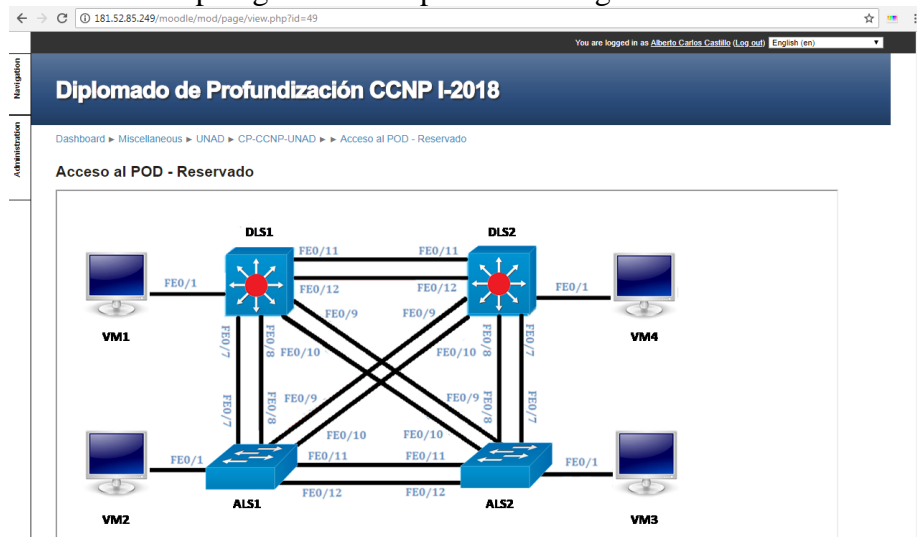 181.52.85.249/moodle/mod/page/view.php?id=49
You are logged in as Alberto Carlos Castillo (Log out) English (en)
Navigation
Diplomado de Profundización CCNP I-2018
Administration
Dashboard ► Miscellaneous ► UNAD ► CP-CCNP-UNAD ► ► Acceso al POD - Reservado
Acceso al POD - Reservado
DLS1 DLS2
FE0/11 FE0/11
FE0/1 FE0/12 FE0/12 FE0/1
FE0/9 FE0/9
VM1 VM4
FE0/7 FE0/8 FE0/10 FE0/10 FE0/8 FE0/7
FE0/7 FE0/8 FE0/9 FE0/9 FE0/8 FE0/7
FE0/10 FE0/10
FE0/1 FE0/11 FE0/11 FE0/1
FE0/12 FE0/12
ALS1 ALS2
VM2 VM3